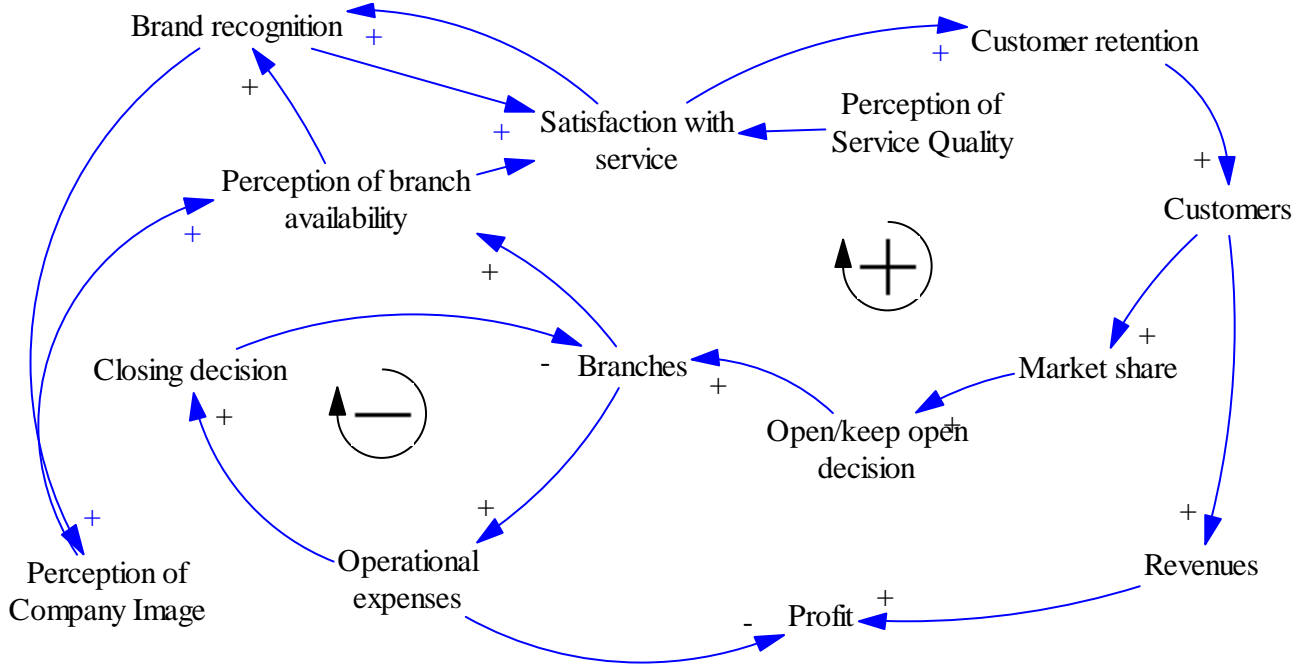 Brand recognition
+
+
Customer retention
+
+
Perception of
Service Quality
Satisfaction with
service
+
+
Perception of branch
availability
Customers
+
+
+
Closing decision
-
Branches
+
+
Market share
+
Open/keep open
decision
+
-
+
+
+
Perception of
Company Image
Operational
expenses
Revenues
+
-
Profit